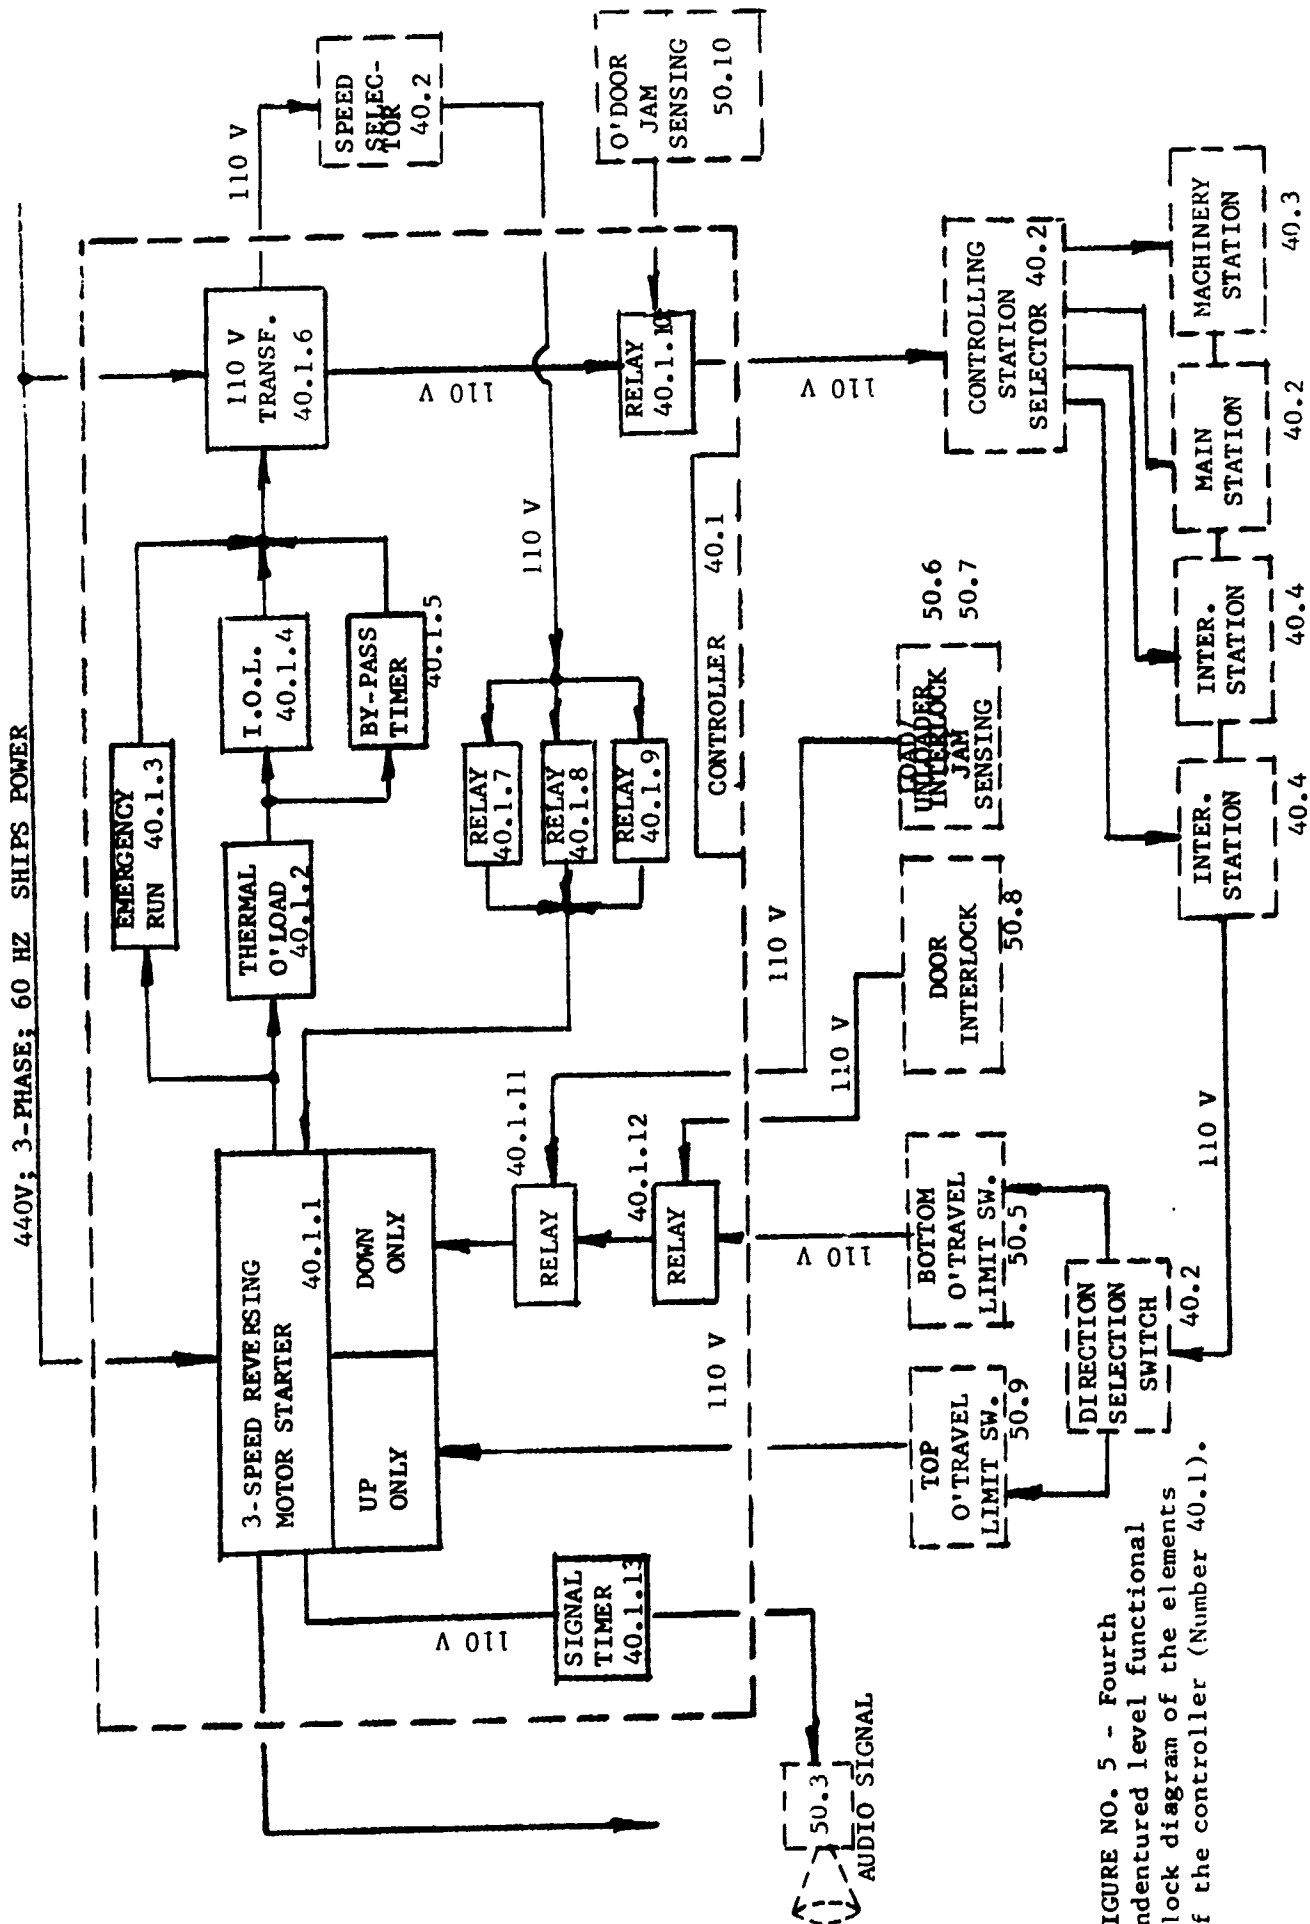 440V; 3-PHASE; 60 HZ SHIPS POWER
3-SPEED REVERSING
MOTOR STARTER
40.1.1
UP
ONLY
DOWN
ONLY
EMERGENCY
RUN 40.1.3
THERMAL
O'LOAD
40.1.2
I.O.L.
40.1.4
BY-PASS
TIMER
40.1.5
110 V
TRANSF.
40.1.6
110 V
SPEED
SELEC-
TOR
40.2
RELAY
40.1.7
RELAY
40.1.8
RELAY
40.1.9
110 V
110 V
RELAY
40.1.10
O'DOOR
JAM
SENSING
50.10
CONTROLLER 40.1
40.1.11
RELAY
40.1.12
RELAY
SIGNAL
TIMER
40.1.13
110 V
110 V
110 V
110 V
110 V
110 V
50.3
AUDIO SIGNAL
TOP
O'TRAVEL
LIMIT SW.
50.9
BOTTOM
O'TRAVEL
LIMIT SW.
50.5
DOOR
INTERLOCK
50.8
LOAD/
UNLOADER
INTERLOCK
JAM
SENSING
50.6
50.7
CONTROLLING
STATION
SELECTOR 40.2
DIRECTION
SELECTION
SWITCH
40.2
110 V
INTER.
STATION
40.4
INTER.
STATION
40.4
MAIN
STATION
40.2
MACHINERY
STATION
40.3
IGURE NO. 5 - Fourth
ndentured level functional
lock diagram of the elements
f the controller (Number 40.1).